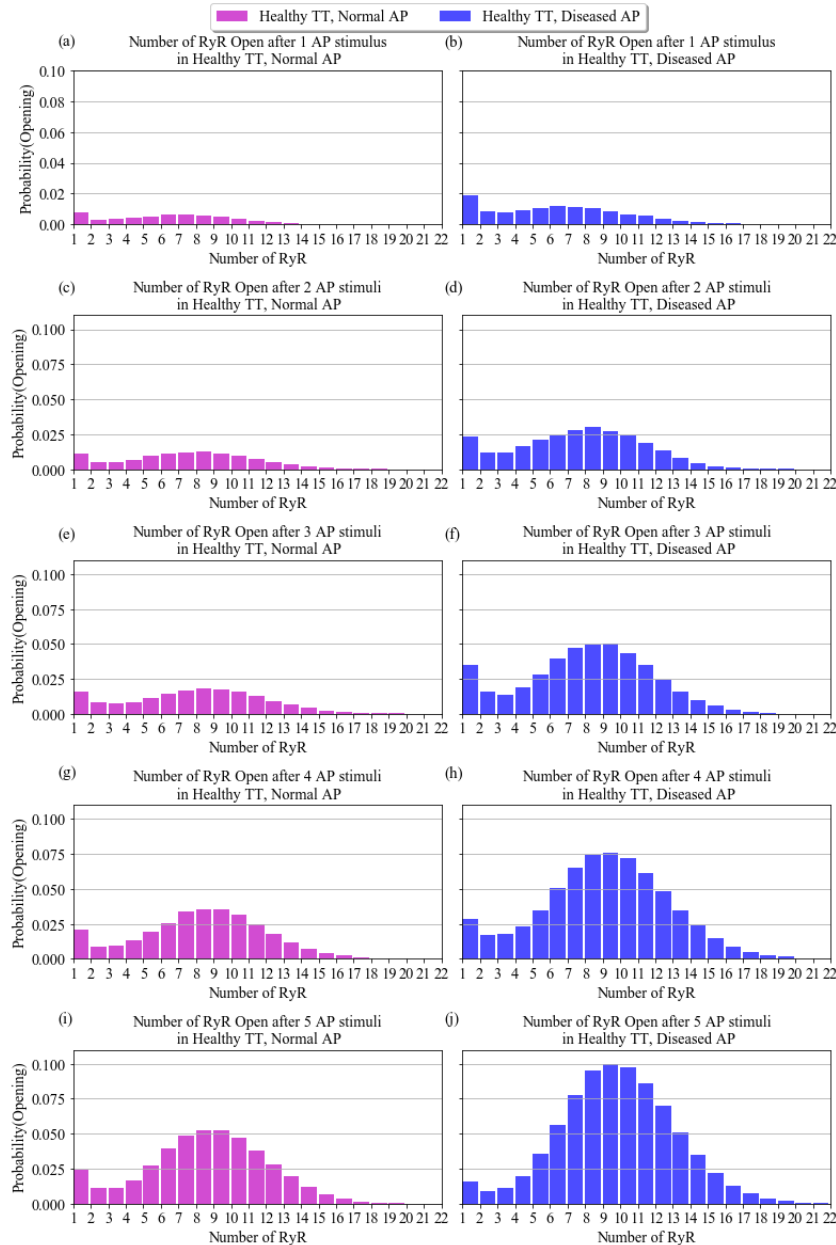 Healthy TT, Normal AP
Healthy TT, Diseased AP
(a)
Number of RyR Open after 1 AP stimulus
in Healthy TT, Normal AP
(b)
Number of RyR Open after 1 AP stimulus
in Healthy TT, Diseased AP
Probability(Opening)
0.10
0.08
0.06
0.04
0.02
0.00
1 2 3 4 5 6 7 8 9 10 11 12 13 14 15 16 17 18 19 20 21 22
1 2 3 4 5 6 7 8 9 10 11 12 13 14 15 16 17 18 19 20 21 22
Number of RyR
Number of RyR
(c)
Number of RyR Open after 2 AP stimuli
in Healthy TT, Normal AP
(d)
Number of RyR Open after 2 AP stimuli
in Healthy TT, Diseased AP
Probability(Opening)
0.100
0.075
0.050
0.025
0.000
1 2 3 4 5 6 7 8 9 10 11 12 13 14 15 16 17 18 19 20 21 22
1 2 3 4 5 6 7 8 9 10 11 12 13 14 15 16 17 18 19 20 21 22
Number of RyR
Number of RyR
(e)
Number of RyR Open after 3 AP stimuli
in Healthy TT, Normal AP
(f)
Number of RyR Open after 3 AP stimuli
in Healthy TT, Diseased AP
Probability(Opening)
0.100
0.075
0.050
0.025
0.000
1 2 3 4 5 6 7 8 9 10 11 12 13 14 15 16 17 18 19 20 21 22
1 2 3 4 5 6 7 8 9 10 11 12 13 14 15 16 17 18 19 20 21 22
Number of RyR
Number of RyR
(g)
Number of RyR Open after 4 AP stimuli
in Healthy TT, Normal AP
(h)
Number of RyR Open after 4 AP stimuli
in Healthy TT, Diseased AP
Probability(Opening)
0.100
0.075
0.050
0.025
0.000
1 2 3 4 5 6 7 8 9 10 11 12 13 14 15 16 17 18 19 20 21 22
1 2 3 4 5 6 7 8 9 10 11 12 13 14 15 16 17 18 19 20 21 22
Number of RyR
Number of RyR
(i)
Number of RyR Open after 5 AP stimuli
in Healthy TT, Normal AP
(j)
Number of RyR Open after 5 AP stimuli
in Healthy TT, Diseased AP
Probability(Opening)
0.100
0.075
0.050
0.025
0.000
1 2 3 4 5 6 7 8 9 10 11 12 13 14 15 16 17 18 19 20 21 22
1 2 3 4 5 6 7 8 9 10 11 12 13 14 15 16 17 18 19 20 21 22
Number of RyR
Number of RyR